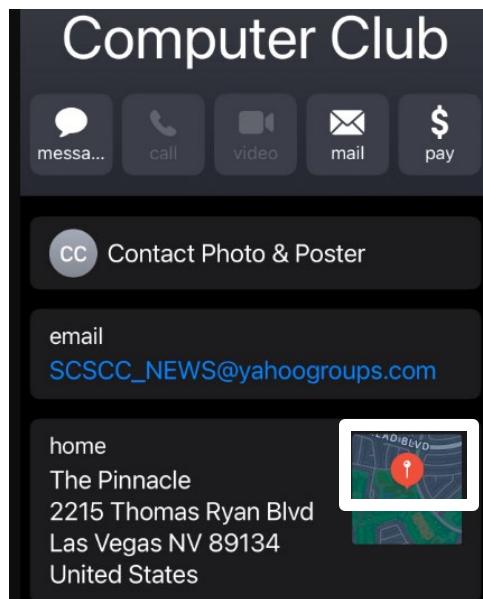 Computer Club
messa...
call
video
mail
$
pay
CC
Contact Photo & Poster
email
SCSCC_NEWS@yahoogroups.com
home
The Pinnacle
2215 Thomas Ryan Blvd
Las Vegas NV 89134
United States
BLVD